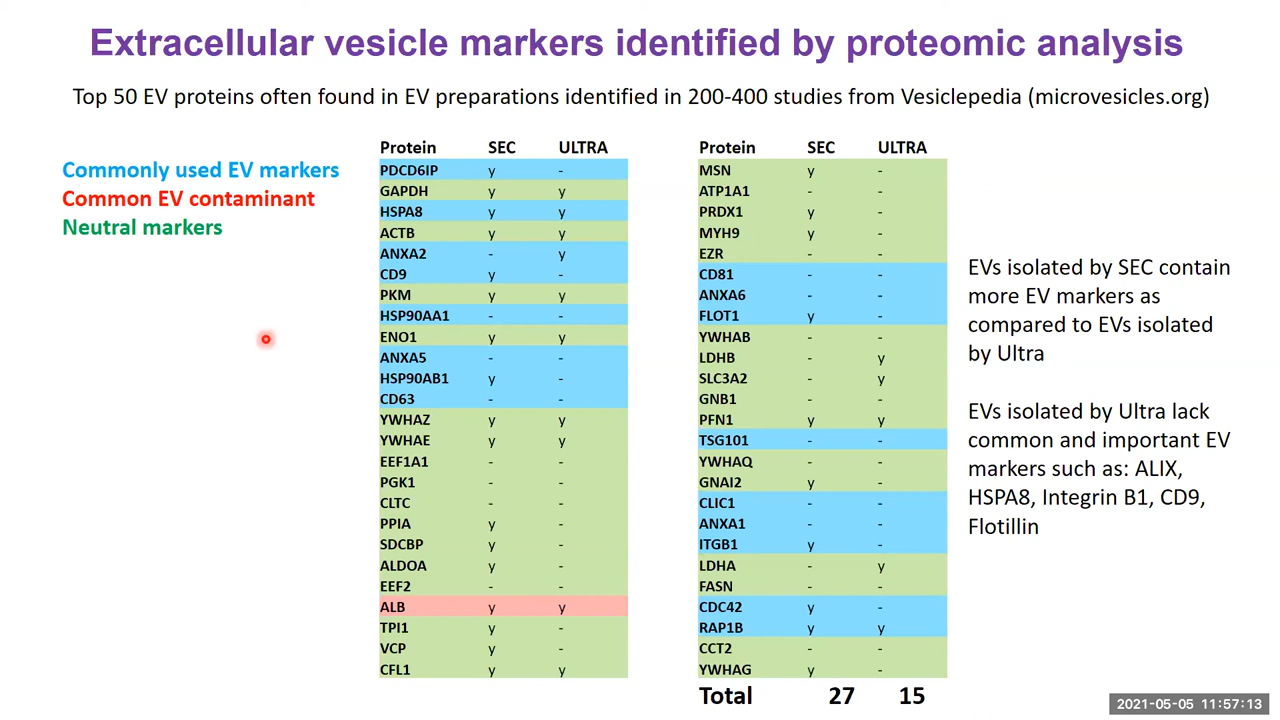 Extracellular vesicle markers identified by proteomic analysis
Top 50 EV proteins often found in EV preparations identified in 200-400 studies from Vesiclepedia (microvesicles.org)
Commonly used EV markers
Common EV contaminant
Neutral markers
Protein SEC ULTRA
PDCD6IP y -
GAPDH y y
HSPA8 y y
ACTB y y
ANXA2 - y
CD9 y -
PKM y y
HSP90AA1 - -
ENO1 y y
ANXA5 - -
HSP90AB1 y -
CD63 - -
YWHAZ y y
YWHAE y y
EEF1A1 - -
PGK1 - -
CLTC - -
PPIA y -
SDCBP y -
ALDOA y -
EEF2 - -
ALB y y
TPI1 y -
VCP y -
CFL1 y y
Protein SEC ULTRA
MSN y -
ATP1A1 - -
PRDX1 y -
MYH9 y -
EZR - -
CD81 - -
ANXA6 - -
FLOT1 y -
YWHAB - -
LDHB - y
SLC3A2 - y
GNB1 - -
PFN1 y y
TSG101 - -
YWHAQ - -
GNAI2 y -
CLIC1 - -
ANXA1 - -
ITGB1 y -
LDHA - y
FASN - -
CDC42 y -
RAP1B y y
CCT2 - -
YWHAG y -
Total 27 15
EVs isolated by SEC contain
more EV markers as
compared to EVs isolated
by Ultra
EVs isolated by Ultra lack
common and important EV
markers such as: ALIX,
HSPA8, Integrin B1, CD9,
Flotillin
2021-05-05 11:57:13